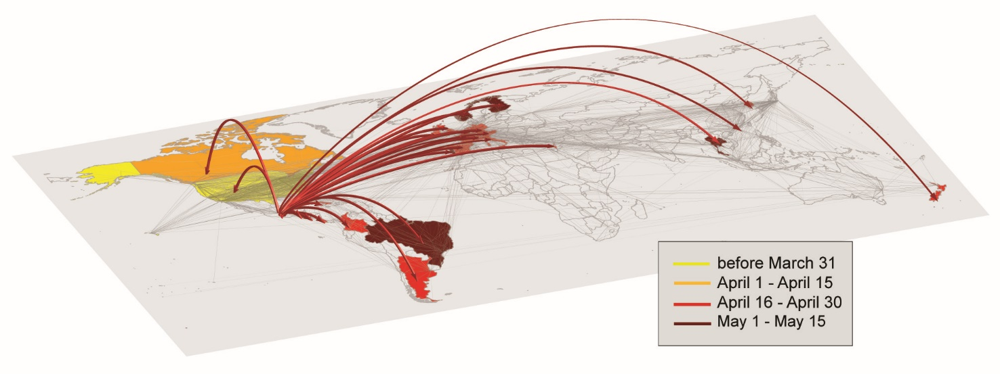 before March 31
April 1 - April 15
April 16 - April 30
May 1 - May 15